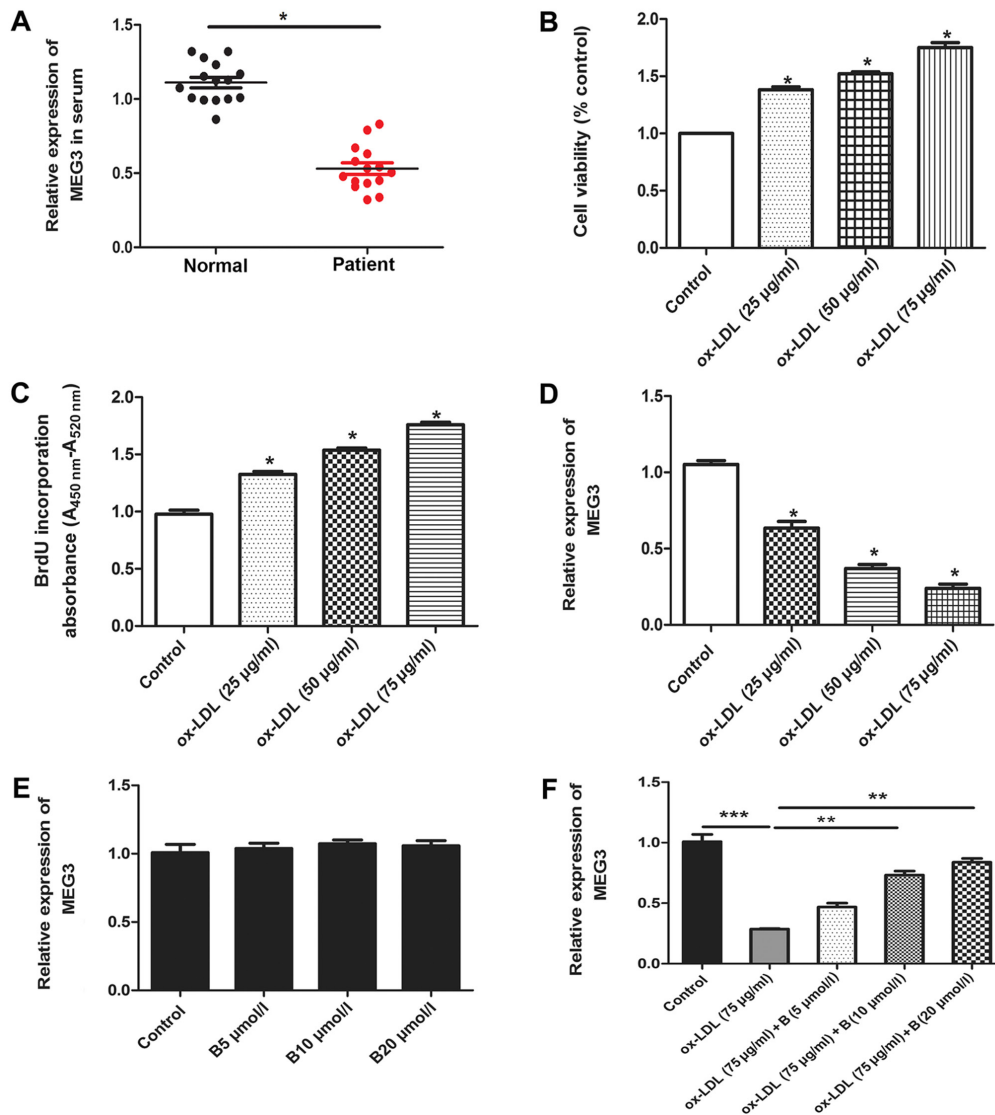 A
Relative expression of
MEG3 in serum
1.5
1.0
0.5
0.0
*
Normal
Patient
B
Cell viability (% control)
2.0
1.5
1.0
0.5
0.0
*
*
*
Control
ox-LDL (25 µg/ml)
ox-LDL (50 µg/ml)
ox-LDL (75 µg/ml)
C
BrdU incorporation
absorbance (A450 nm-A520 nm)
2.0
1.5
1.0
0.5
0.0
*
*
*
Control
ox-LDL (25 µg/ml)
ox-LDL (50 µg/ml)
ox-LDL (75 µg/ml)
D
Relative expression of
MEG3
1.5
1.0
0.5
0.0
*
*
*
Control
ox-LDL (25 µg/ml)
ox-LDL (50 µg/ml)
ox-LDL (75 µg/ml)
E
Relative expression of
MEG3
1.5
1.0
0.5
0.0
Control
B5 µmol/l
B10 µmol/l
B20 µmol/l
F
Relative expression of
MEG3
1.5
1.0
0.5
0.0
***
**
**
Control
ox-LDL (75 µg/ml)
ox-LDL (75 µg/ml) + B (5 µmol/l)
ox-LDL (75 µg/ml) + B (10 µmol/l)
ox-LDL (75 µg/ml) + B (20 µmol/l)